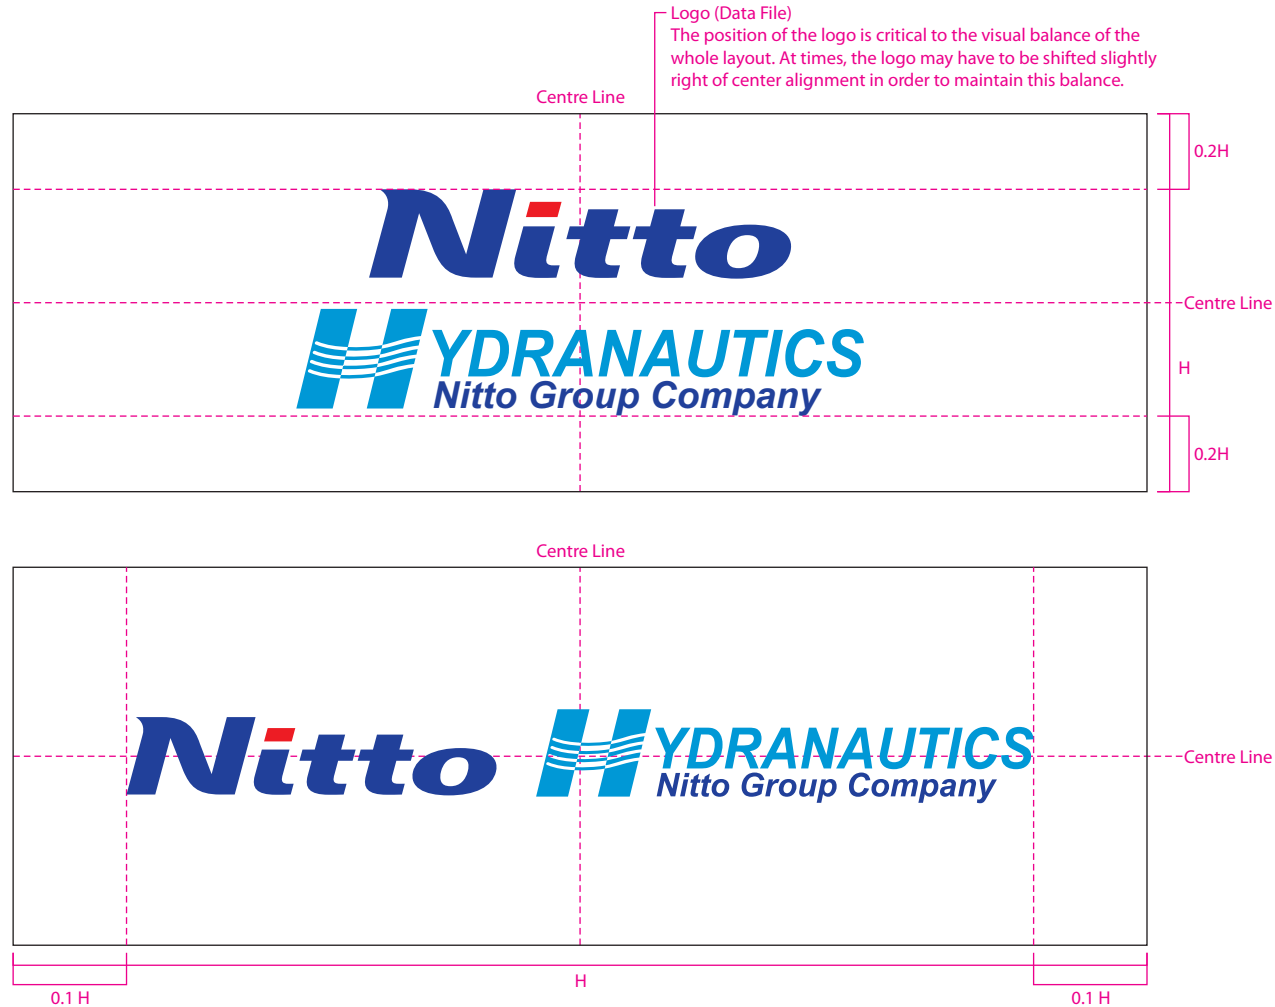 Logo (Data File)
The position of the logo is critical to the visual balance of the
whole layout. At times, the logo may have to be shifted slightly
right of center alignment in order to maintain this balance.
Centre Line
0.2H
Nitto
Centre Line
HYDRANAUTICS
Nitto Group Company
H
0.2H
Centre Line
Nitto
HYDRANAUTICS
Nitto Group Company
Centre Line
H
0.1 H
0.1 H